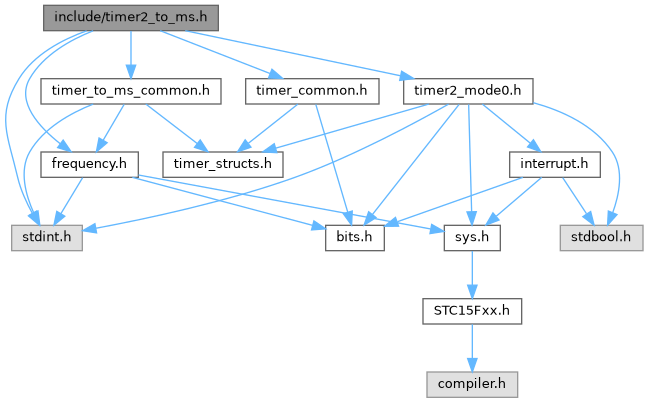 include/timer2_to_ms.h
timer_to_ms_common.h
timer_common.h
timer2_mode0.h
frequency.h
timer_structs.h
interrupt.h
stdint.h
bits.h
sys.h
stdbool.h
STC15Fxx.h
compiler.h